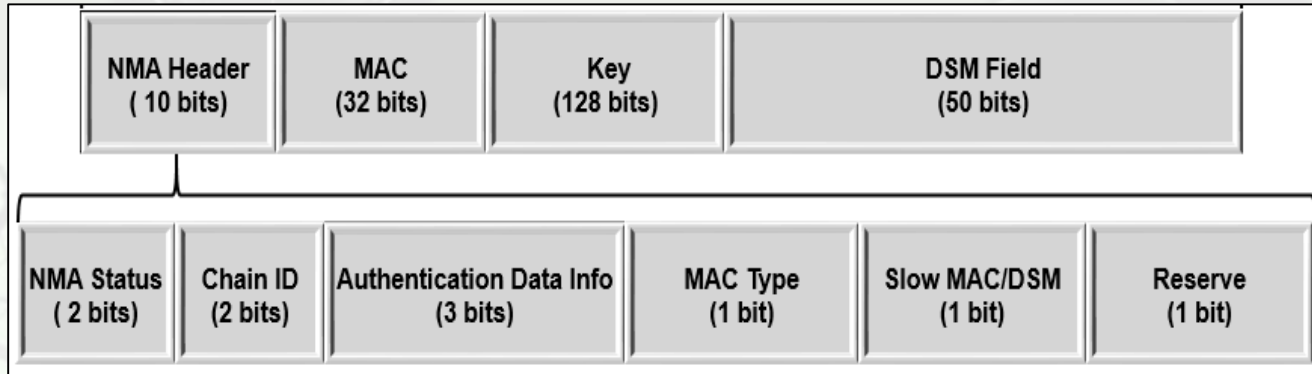 NMA Header
( 10 bits)
MAC
(32 bits)
Key
(128 bits)
DSM Field
(50 bits)
NMA Status
( 2 bits)
Chain ID
(2 bits)
Authentication Data Info
(3 bits)
MAC Type
(1 bit)
Slow MAC/DSM
(1 bit)
Reserve
(1 bit)